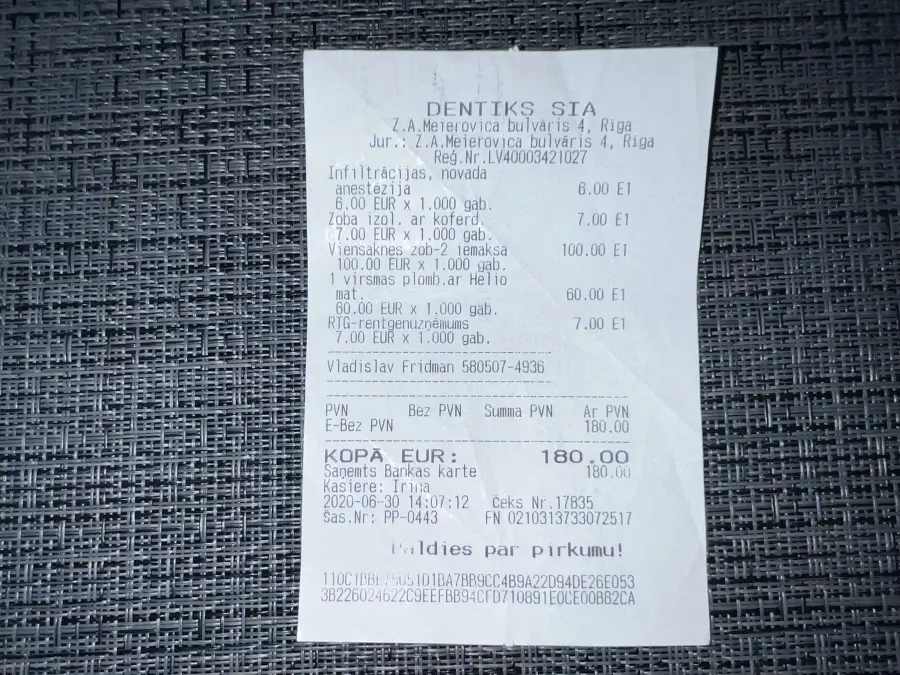 DENTIKS SIA
Z.A.Meierovica bulvāris 4, Rīga
Jur.: Z.A.Meierovica bulvāris 4, Rīga
Reģ.Nr.LV40003421027
Infiltrācijas, novada
anestēzija 6.00 E1
6.00 EUR x 1.000 gab.
Zoba izol. ar koferd. 7.00 E1
7.00 EUR x 1.000 gab.
Viensaknes zob-2 iemaksa 100.00 E1
100.00 EUR x 1.000 gab.
1 virsmas plomb.ar Helio
mat. 60.00 E1
60.00 EUR x 1.000 gab.
RTG-rentgenuzņēmums 7.00 E1
7.00 EUR x 1.000 gab.
Vladislav Fridman 580507-4936
PVN Bez PVN Summa PVN Ar PVN
E-Bez PVN 180.00
KOPĀ EUR: 180.00
Saņemts Bankas karte 180.00
Kasiere: Irina
2020-06-30 14:07:12 Čeks Nr.17835
Sas.Nr: PP-0443 FN 0210313733072517
Paldies par pirkumu!
3B226024622C9EEFBB94CFD710891E0CE00B82CA